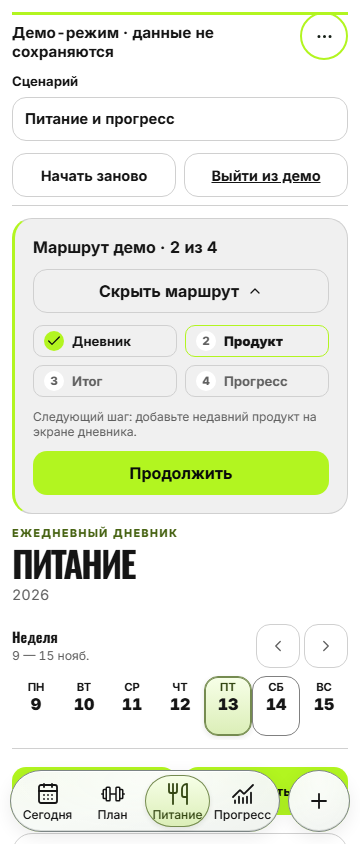 Демо-режим · данные не
сохраняются
Сценарий
Питание и прогресс
Начать заново
Выйти из демо
Маршрут демо · 2 из 4
Скрыть маршрут
Дневник
2 Продукт
3 Итог
4 Прогресс
Следующий шаг: добавьте недавний продукт на
экране дневника.
Продолжить
ЕЖЕДНЕВНЫЙ ДНЕВНИК
ПИТАНИЕ
2026
Неделя
9 — 15 нояб.
ПН ВТ СР ЧТ ПТ СБ ВС
9 10 11 12 13 14 15
Сегодня План Питание Прогресс